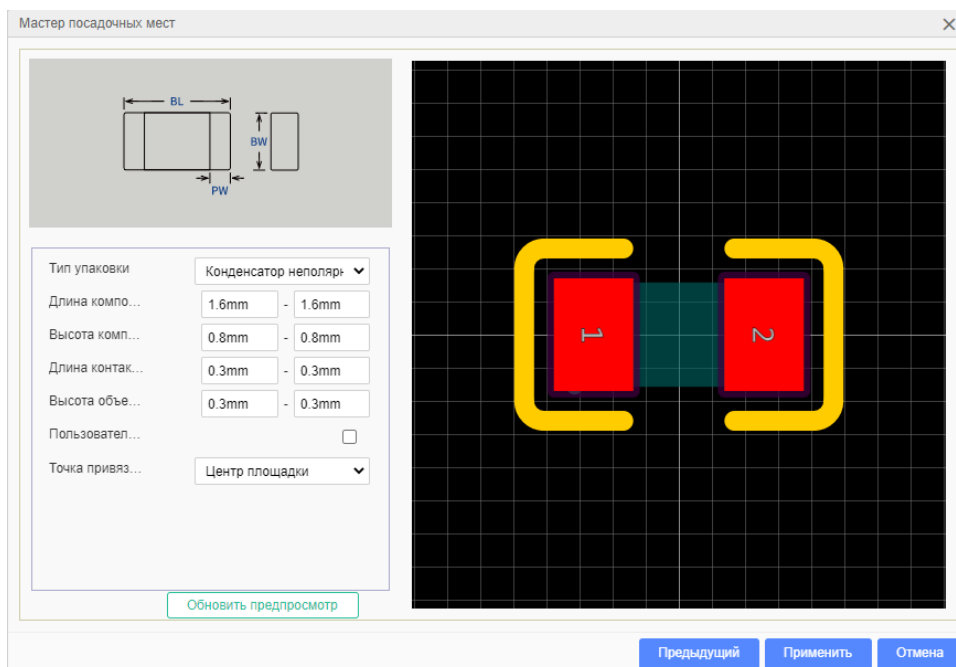 Мастер посадочных мест
BL
BW
PW
Тип упаковки
Конденсатор неполярн
Длина компо...
1.6mm - 1.6mm
Высота комп...
0.8mm - 0.8mm
Длина контак...
0.3mm - 0.3mm
Высота объе...
0.3mm - 0.3mm
Пользовател...
Точка привяз...
Центр площадки
Обновить предпросмотр
1
2
Предыдущий
Применить
Отмена